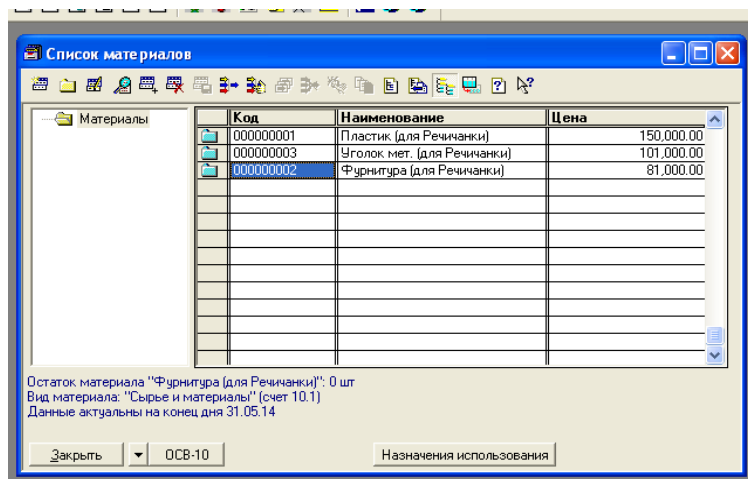 Список материалов
Материалы
Код Наименование Цена
000000001 Пластик (для Речичанки) 150,000.00
000000003 Уголок мет. (для Речичанки) 101,000.00
000000002 Фурнитура (для Речичанки) 81,000.00
Остаток материала "Фурнитура (для Речичанки)": 0 шт
Вид материала: "Сырье и материалы" (счет 10.1)
Данные актуальны на конец дня 31.05.14
Закрыть ОСВ-10 Назначения использования